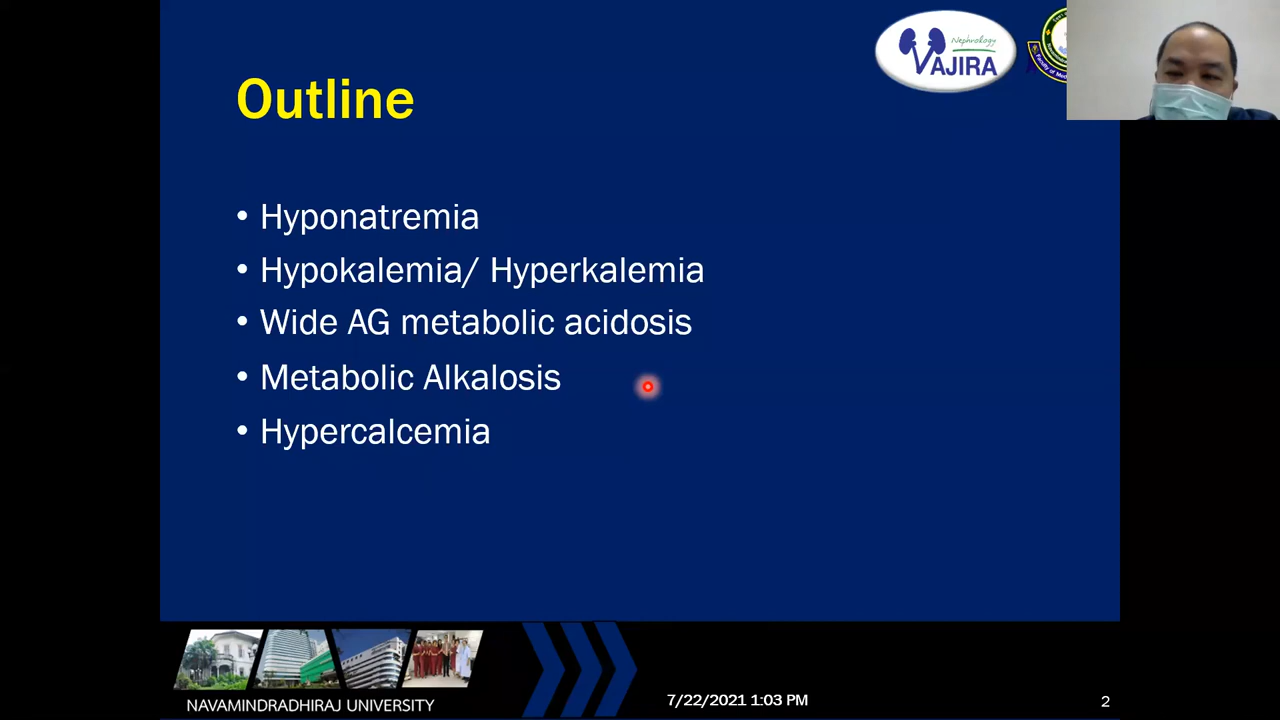 Nephrology
VAJIRA
Outline
• Hyponatremia
• Hypokalemia/ Hyperkalemia
• Wide AG metabolic acidosis
• Metabolic Alkalosis
• Hypercalcemia
NAVAMINDRADHIRAJ UNIVERSITY
7/22/2021 1:03 PM
2